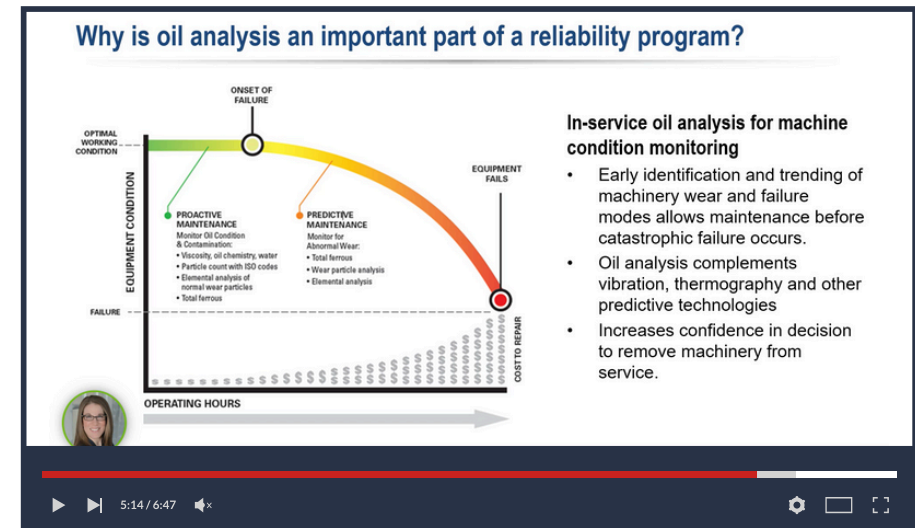 Why is oil analysis an important part of a reliability program?
ONSET OF
FAILURE
OPTIMAL
WORKING
CONDITION
EQUIPMENT
FAILS
EQUIPMENT CONDITION
PROACTIVE
MAINTENANCE
Monitor Oil Condition
& Contamination:
• Viscosity, oil chemistry, water
• Particle count with ISO codes
• Elemental analysis of
normal wear particles
• Total ferrous
PREDICTIVE
MAINTENANCE
Monitor for
Abnormal Wear:
• Total ferrous
• Wear particle analysis
• Elemental analysis
FAILURE
COST TO REPAIR
OPERATING HOURS
In-service oil analysis for machine
condition monitoring
• Early identification and trending of
machinery wear and failure
modes allows maintenance before
catastrophic failure occurs.
• Oil analysis complements
vibration, thermography and other
predictive technologies
• Increases confidence in decision
to remove machinery from
service.
5:14 / 6:47